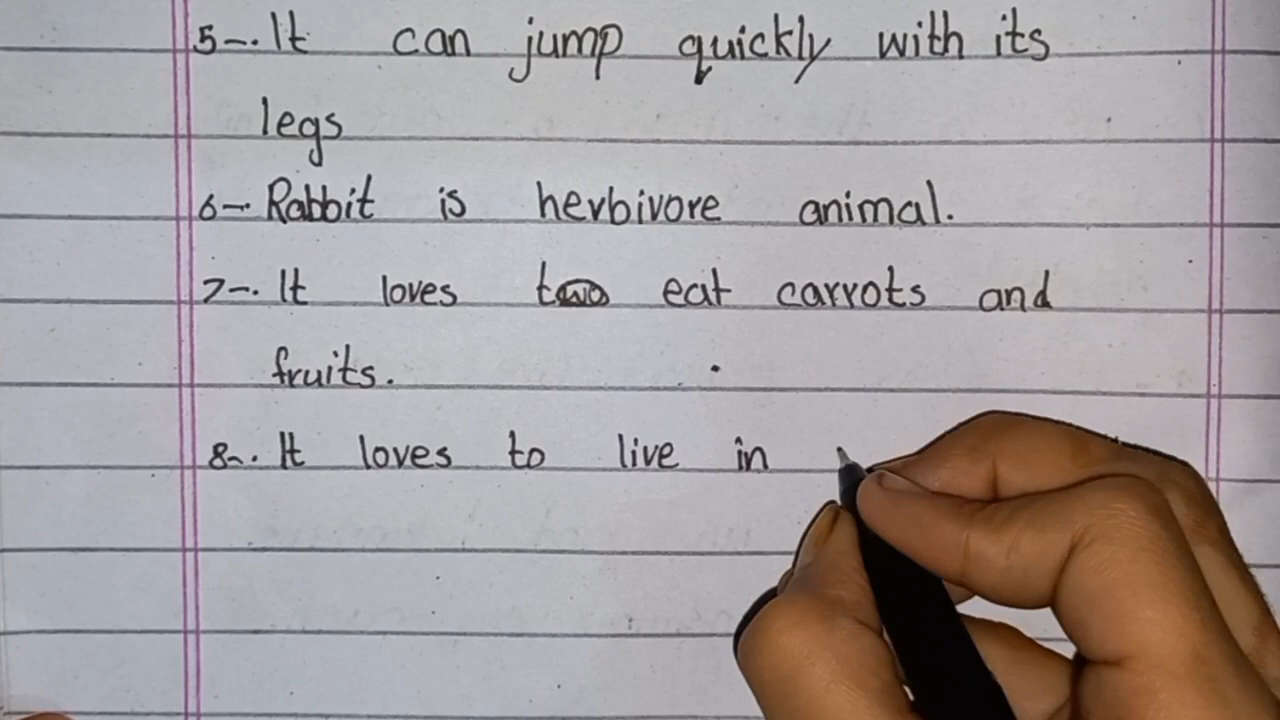 5-. It can jump quickly with its
legs
6-. Rabbit is herbivore animal.
7-. It loves to eat carrots and
fruits.
8-. It loves to live in